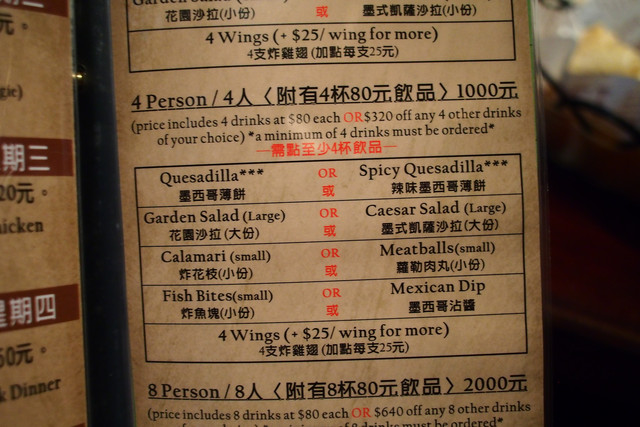 Garden Salad
花園沙拉(小份) 或 墨式凱薩沙拉(小份)
4 Wings (+ $25/ wing for more)
4支炸雞翅 (加點每支25元)
4 Person / 4人〈附有4杯80元飲品〉1000元
(price includes 4 drinks at $80 each OR $320 off any 4 other drinks
of your choice) *a minimum of 4 drinks must be ordered*
—需點至少4杯飲品—
Quesadilla*** OR Spicy Quesadilla***
墨西哥薄餅 或 辣味墨西哥薄餅
Garden Salad (Large) OR Caesar Salad (Large)
花園沙拉(大份) 或 墨式凱薩沙拉(大份)
Calamari (small) OR Meatballs(small)
炸花枝(小份) 或 羅勒肉丸(小份)
Fish Bites(small) OR Mexican Dip
炸魚塊(小份) 或 墨西哥沾醬
4 Wings (+ $25/ wing for more)
4支炸雞翅 (加點每支25元)
8 Person / 8人〈附有8杯80元飲品〉2000元
(price includes 8 drinks at $80 each OR $640 off any 8 other drinks
期三
20元。
期四
Dinner